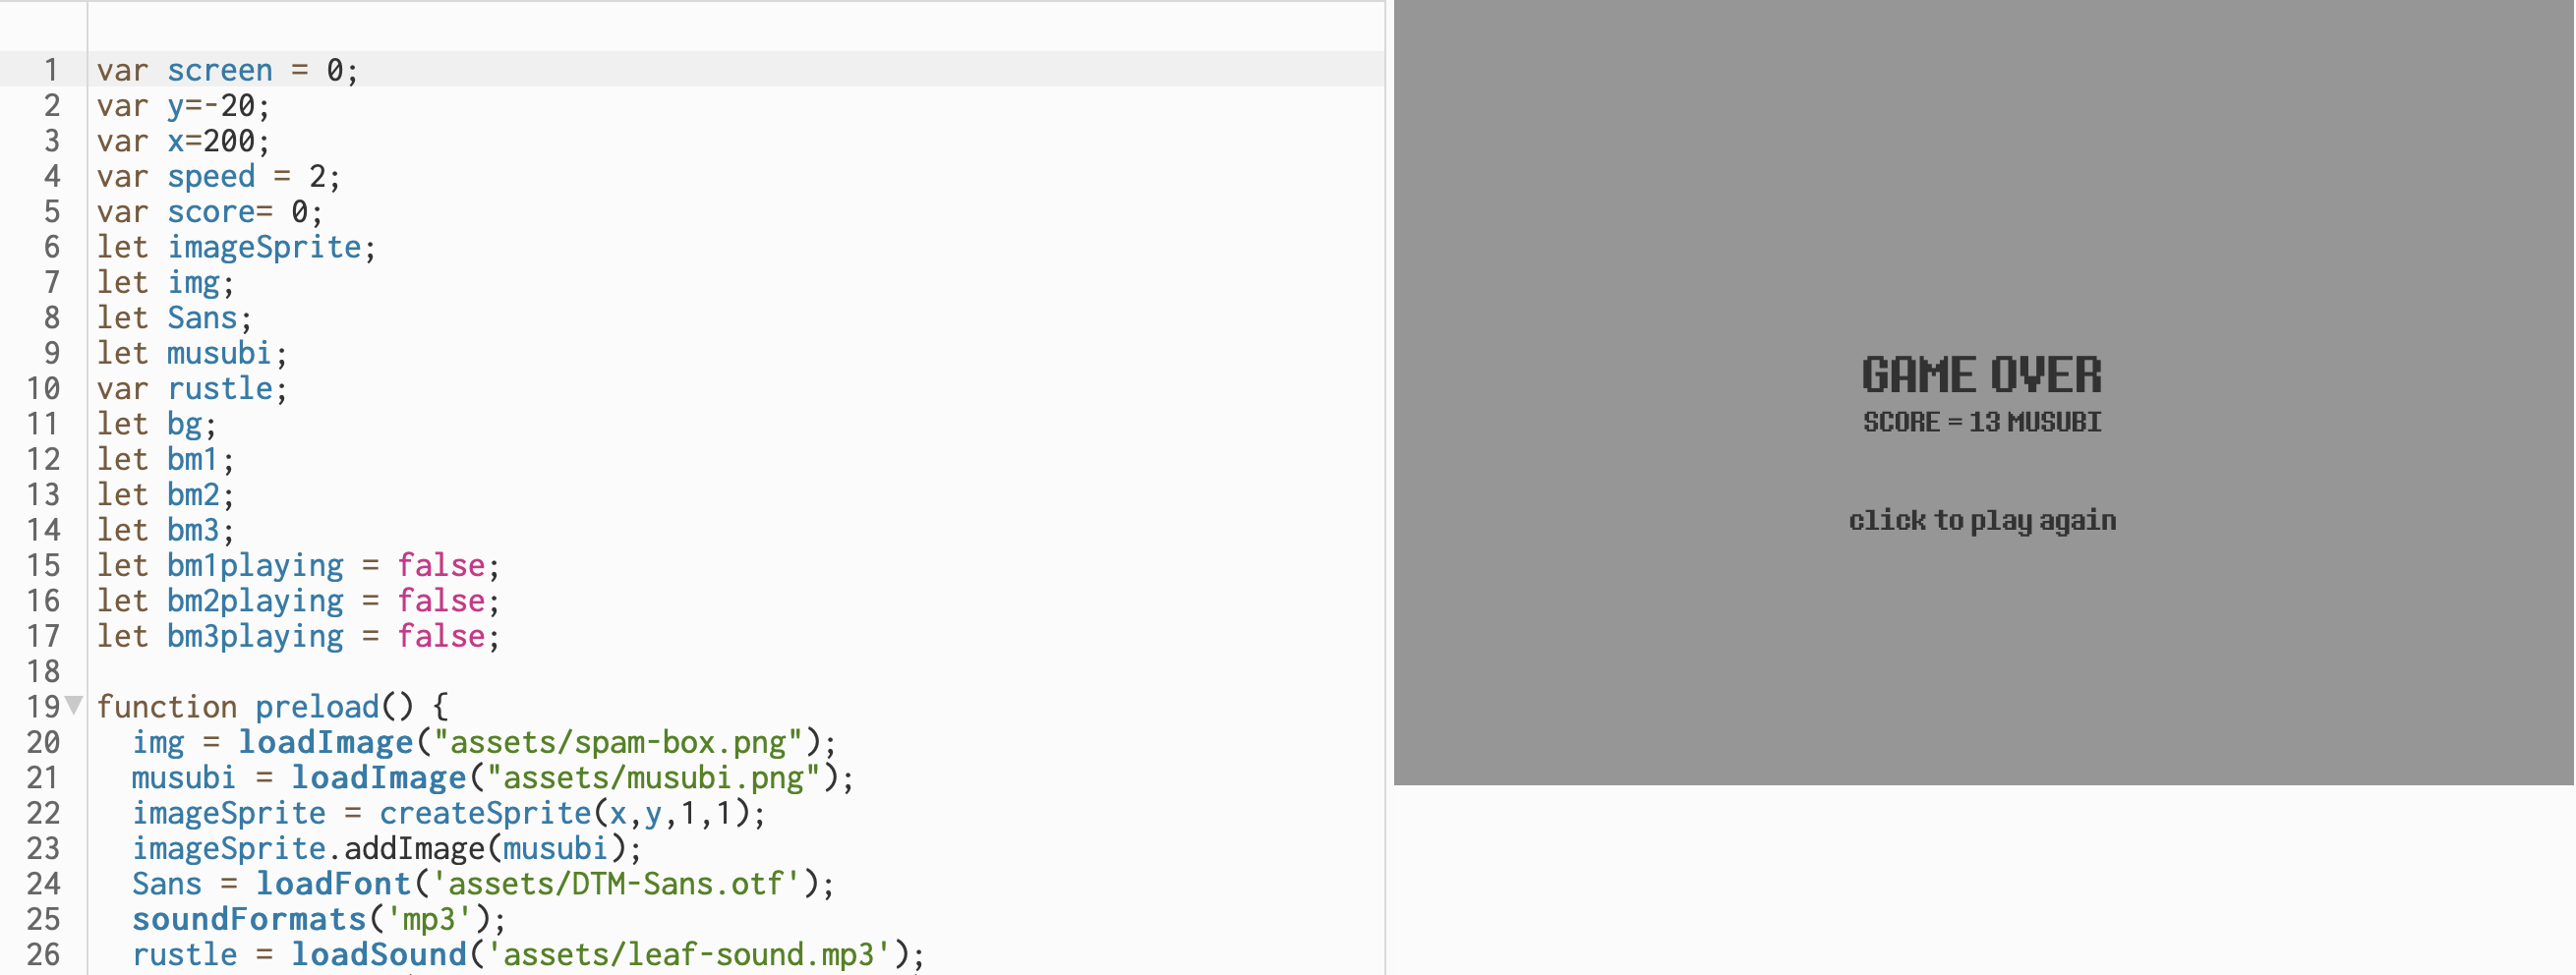 1 var screen = 0;
2 var y=-20;
3 var x=200;
4 var speed = 2;
5 var score= 0;
6 let imageSprite;
7 let img;
8 let Sans;
9 let musubi;
10 var rustle;
11 let bg;
12 let bm1;
13 let bm2;
14 let bm3;
15 let bm1playing = false;
16 let bm2playing = false;
17 let bm3playing = false;
18
19 function preload() {
20   img = loadImage("assets/spam-box.png");
21   musubi = loadImage("assets/musubi.png");
22   imageSprite = createSprite(x,y,1,1);
23   imageSprite.addImage(musubi);
24   Sans = loadFont('assets/DTM-Sans.otf');
25   soundFormats('mp3');
26   rustle = loadSound('assets/leaf-sound.mp3');
GAME OVER
SCORE = 13 MUSUBI
click to play again